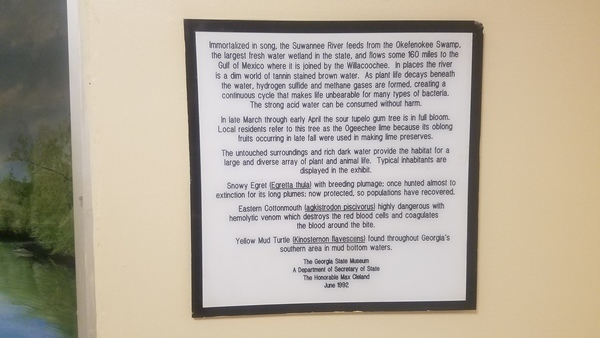 Immortalized in song, the Suwannee River feeds from the Okefenokee Swamp,
the largest fresh water wetland in the state, and flows some 160 miles to the
Gulf of Mexico where it is joined by the Willacoochee. In places the river
is a dim world of tannin stained brown water. As plant life decays beneath
the water, hydrogen sulfide and methane gases are formed, creating a
continuous cycle that makes life unbearable for many types of bacteria.
The strong acid water can be consumed without harm.
In late March through early April the sour tupelo gum tree is in full bloom.
Local residents refer to this tree as the Ogeechee lime because its oblong
fruits occurring in late fall were used in making lime preserves.
The untouched surroundings and rich dark water provide the habitat for a
large and diverse array of plant and animal life. Typical inhabitants are
displayed in the exhibit.
Snowy Egret (Egretta thula) with breeding plumage; once hunted almost to
extinction for its long plumes; now protected, so populations have recovered.
Eastern Cottonmouth (agkistrodon piscivorus) highly dangerous with
hemolytic venom which destroys the red blood cells and coagulates
the blood around the bite.
Yellow Mud Turtle (Kinosternon flavescens) found throughout Georgia's
southern area in mud bottom waters.
The Georgia State Museum
A Department of Secretary of State
The Honorable Max Cleland
June 1992